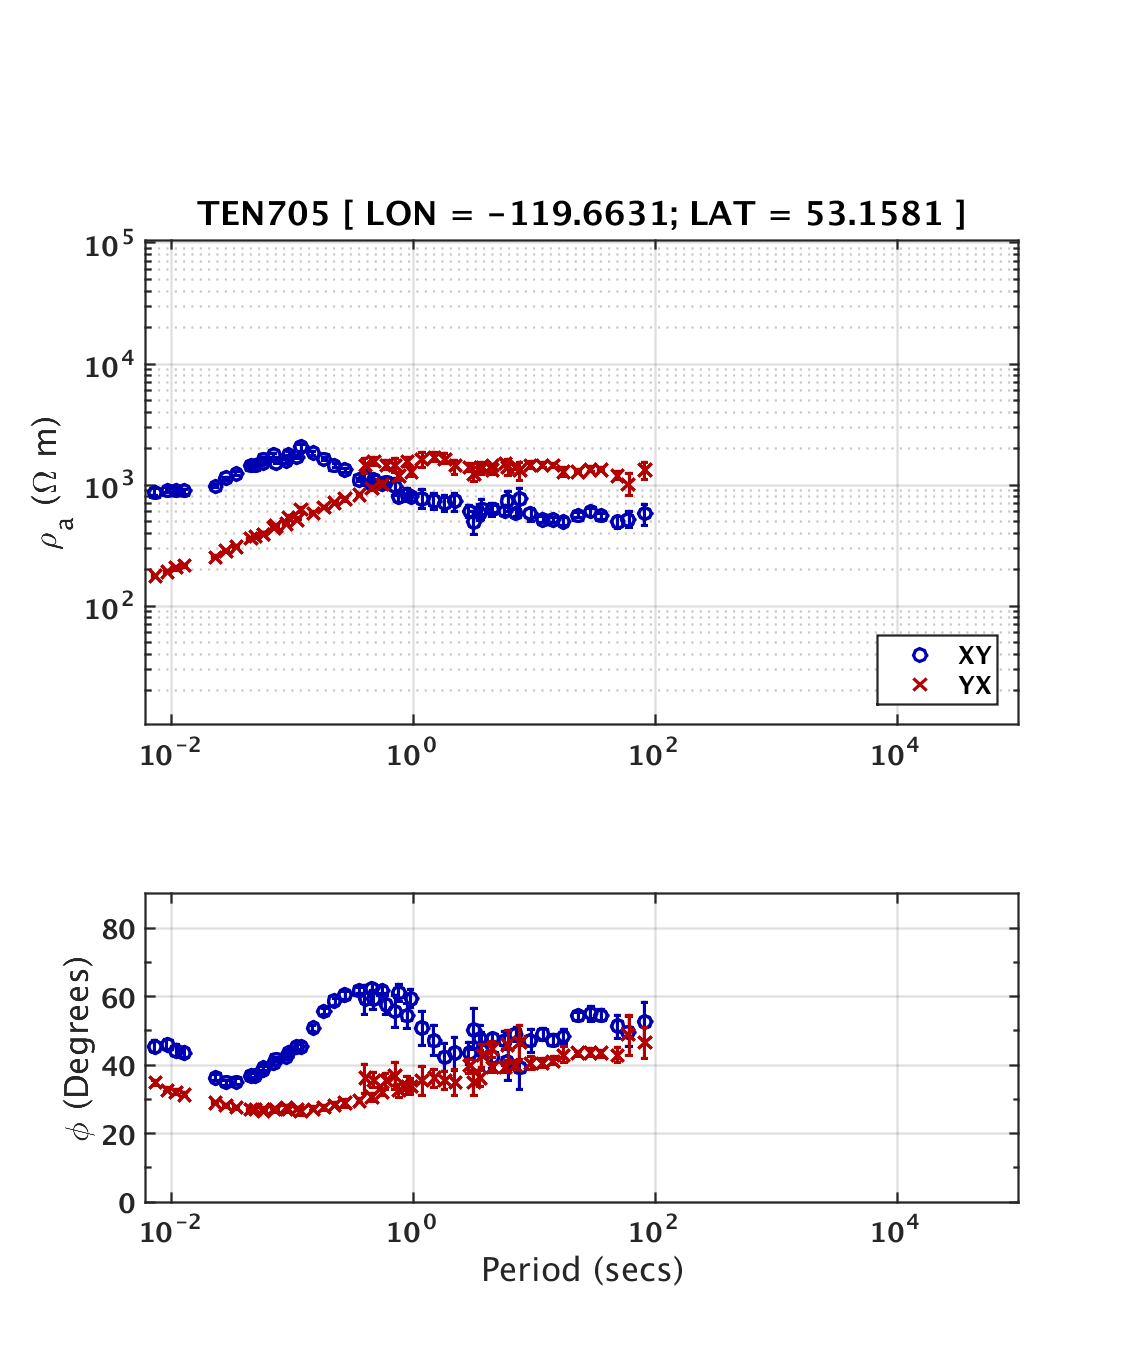 TEN705 [ LON = -119.6631; LAT = 53.1581 ]
10^5
10^4
10^3
10^2
ρ_a (Ω m)
XY
YX
10^-2 10^0 10^2 10^4
80
60
40
20
0
ϕ (Degrees)
10^-2 10^0 10^2 10^4
Period (secs)